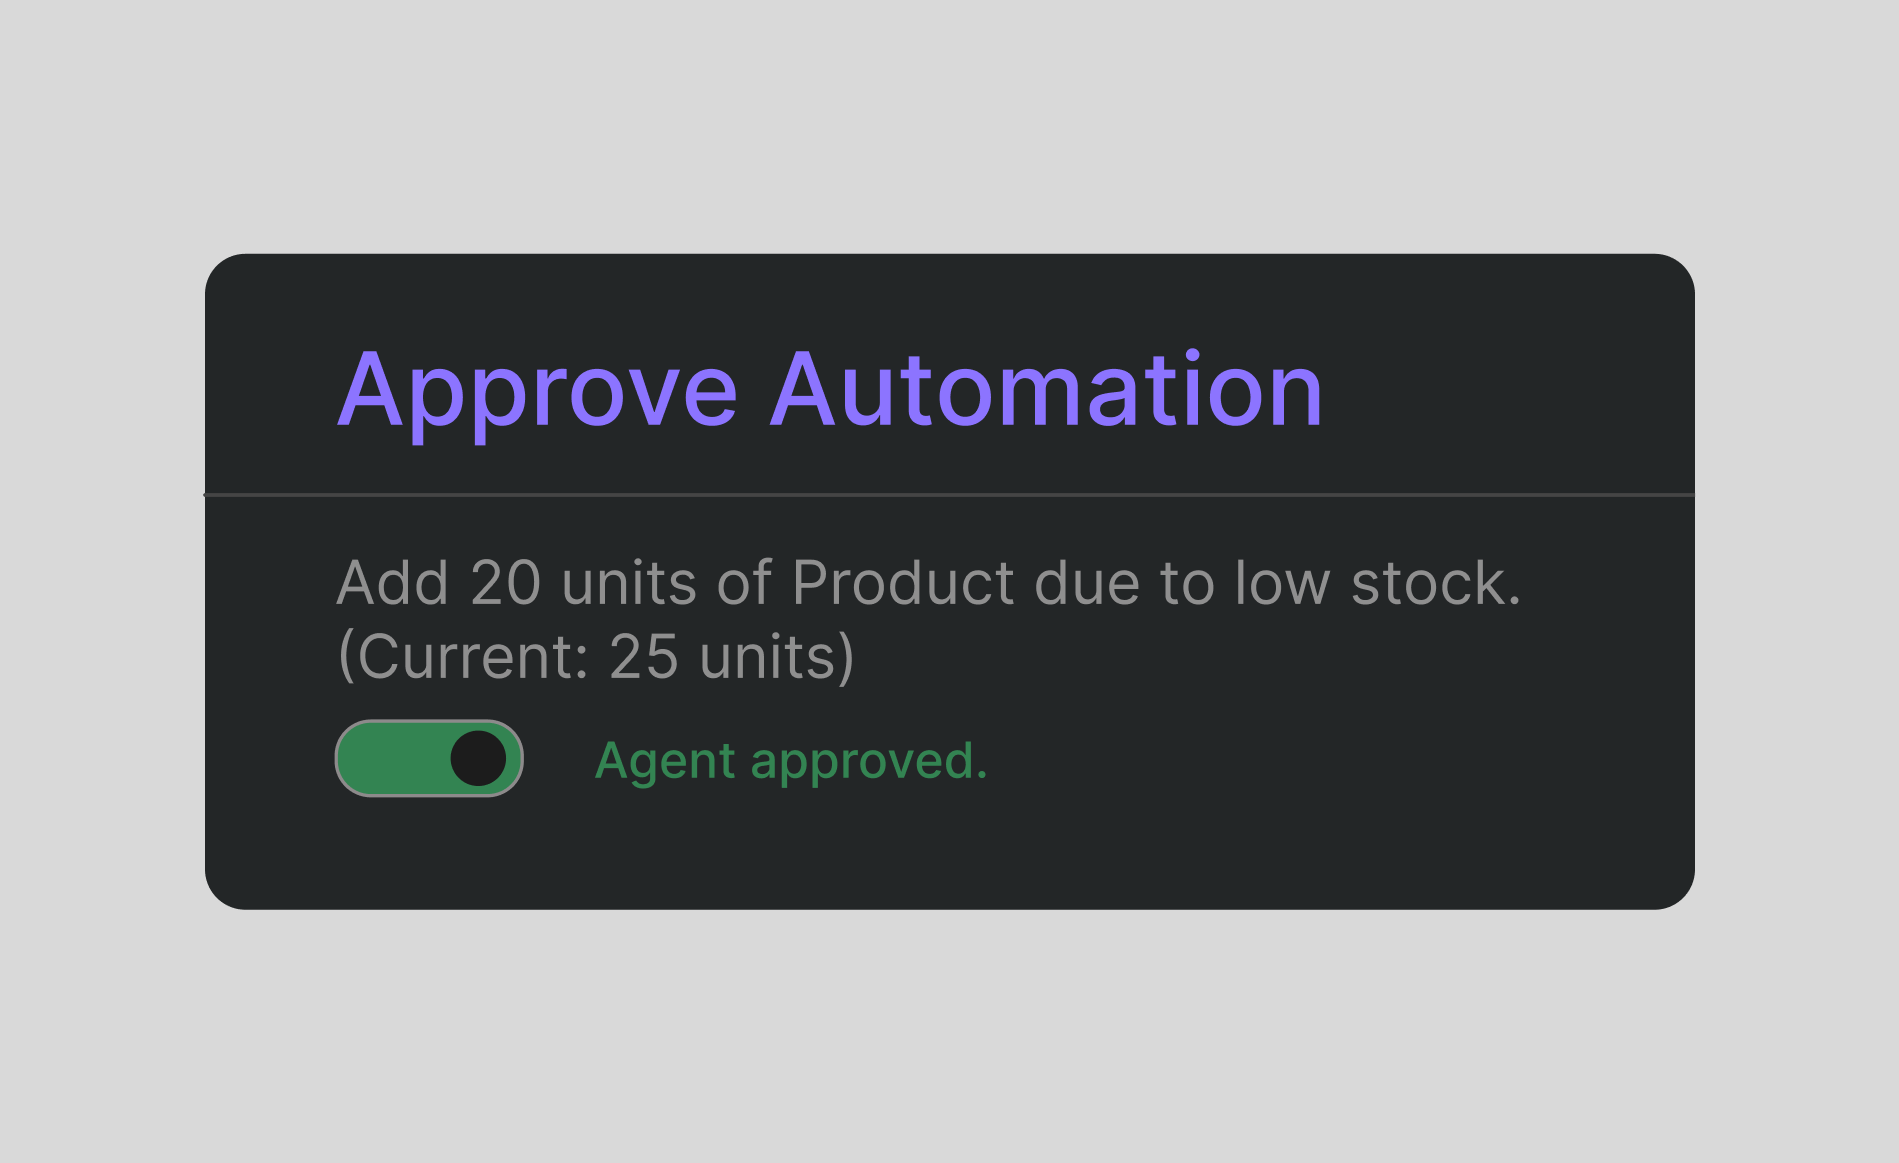 Approve Automation
Add 20 units of Product due to low stock.
(Current: 25 units)
Agent approved.